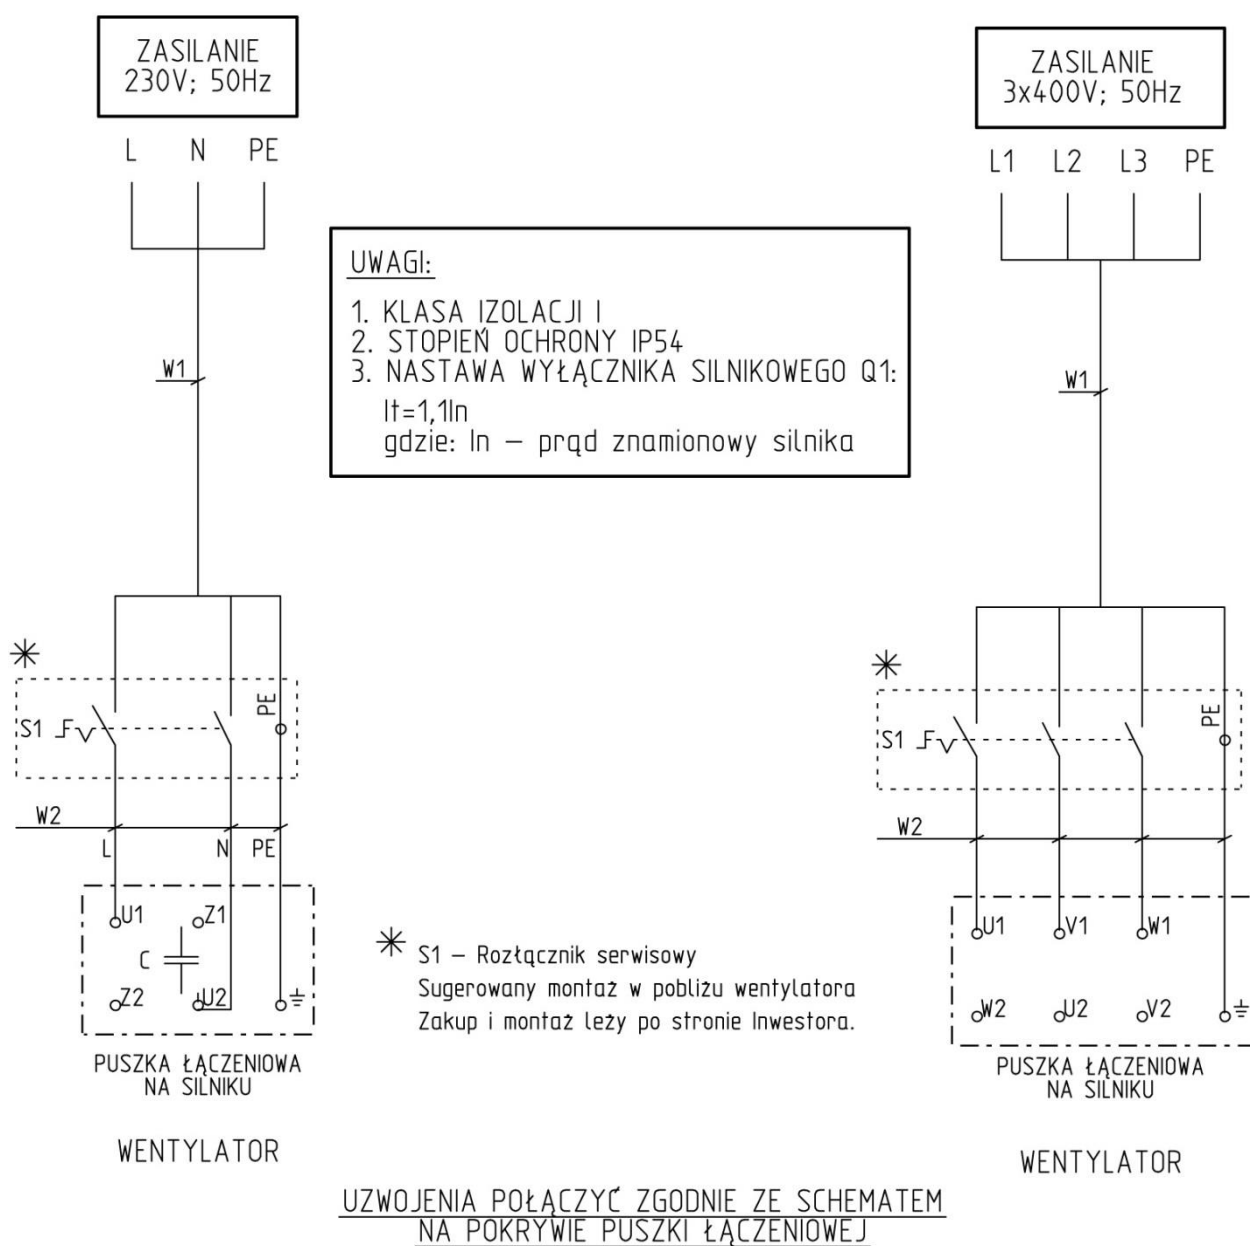 ZASILANIE
230V; 50Hz
L N PE
W1
PE
S1
W2
L N PE
U1 Z1
C
Z2 U2
PUSZKA ŁĄCZENIOWA
NA SILNIKU
WENTYLATOR
UWAGI:
1. KLASA IZOLACJI I
2. STOPIEŃ OCHRONY IP54
3. NASTAWA WYŁĄCZNIKA SILNIKOWEGO Q1:
It=1,1In
gdzie: In – prąd znamionowy silnika
S1 – Rozłącznik serwisowy
Sugerowany montaż w pobliżu wentylatora
Zakup i montaż leży po stronie Inwestora.
ZASILANIE
3x400V; 50Hz
L1 L2 L3 PE
W1
PE
S1
W2
U1 V1 W1
W2 U2 V2
PUSZKA ŁĄCZENIOWA
NA SILNIKU
WENTYLATOR
UZWOJENIA POŁĄCZYĆ ZGODNIE ZE SCHEMATEM
NA POKRYWIE PUSZKI ŁĄCZENIOWEJ